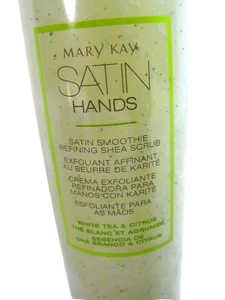 MARY KAY
SATIN
HANDS
SATIN SMOOTHIE
REFINING SHEA SCRUB
EXFOLIANT AFFINANT
AU BEURRE DE KARITÉ
CREMA EXFOLIANTE
REFINADORA PARA
MANOS CON KARITÉ
ESFOLIANTE PARA
AS MÃOS
WHITE TEA & CITRUS
THÉ BLANC ET AGRUMES
ESSÊNCIA DE
CHÁ BRANCO & CITRUS